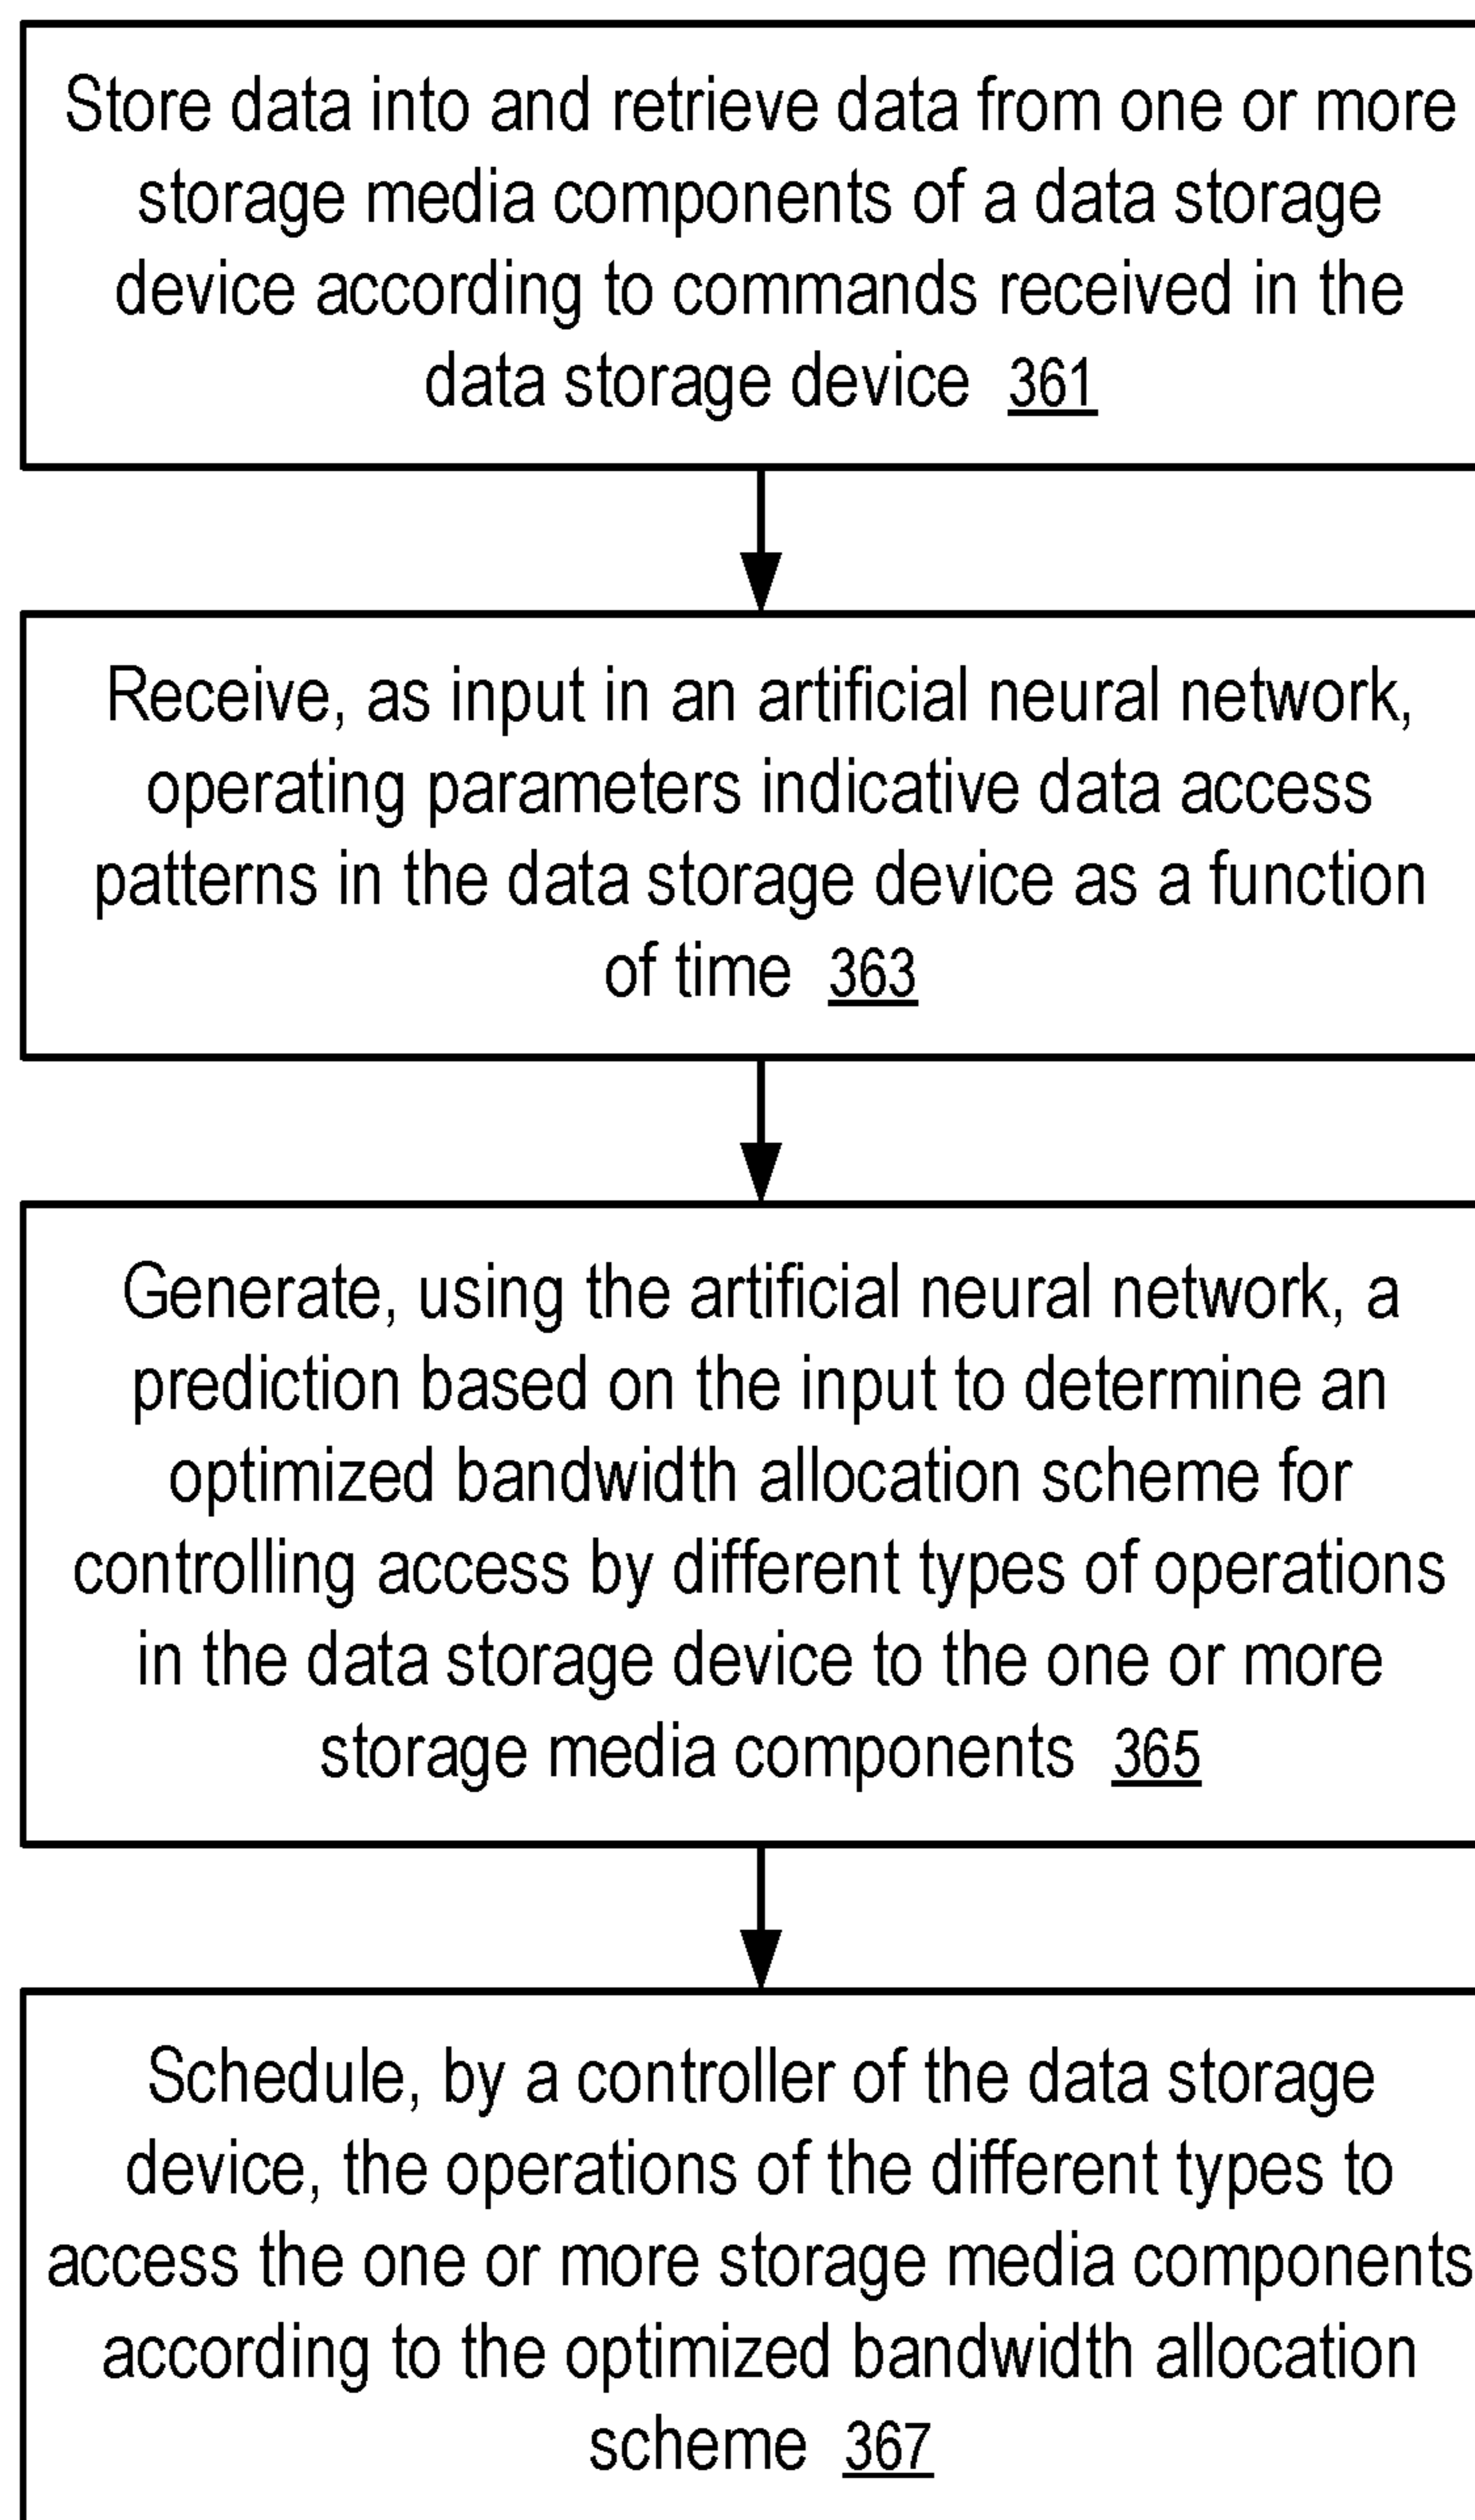 Store data into and retrieve data from one or more
storage media components of a data storage
device according to commands received in the
data storage device 361
Receive, as input in an artificial neural network,
operating parameters indicative data access
patterns in the data storage device as a function
of time 363
Generate, using the artificial neural network, a
prediction based on the input to determine an
optimized bandwidth allocation scheme for
controlling access by different types of operations
in the data storage device to the one or more
storage media components 365
Schedule, by a controller of the data storage
device, the operations of the different types to
access the one or more storage media components
according to the optimized bandwidth allocation
scheme 367